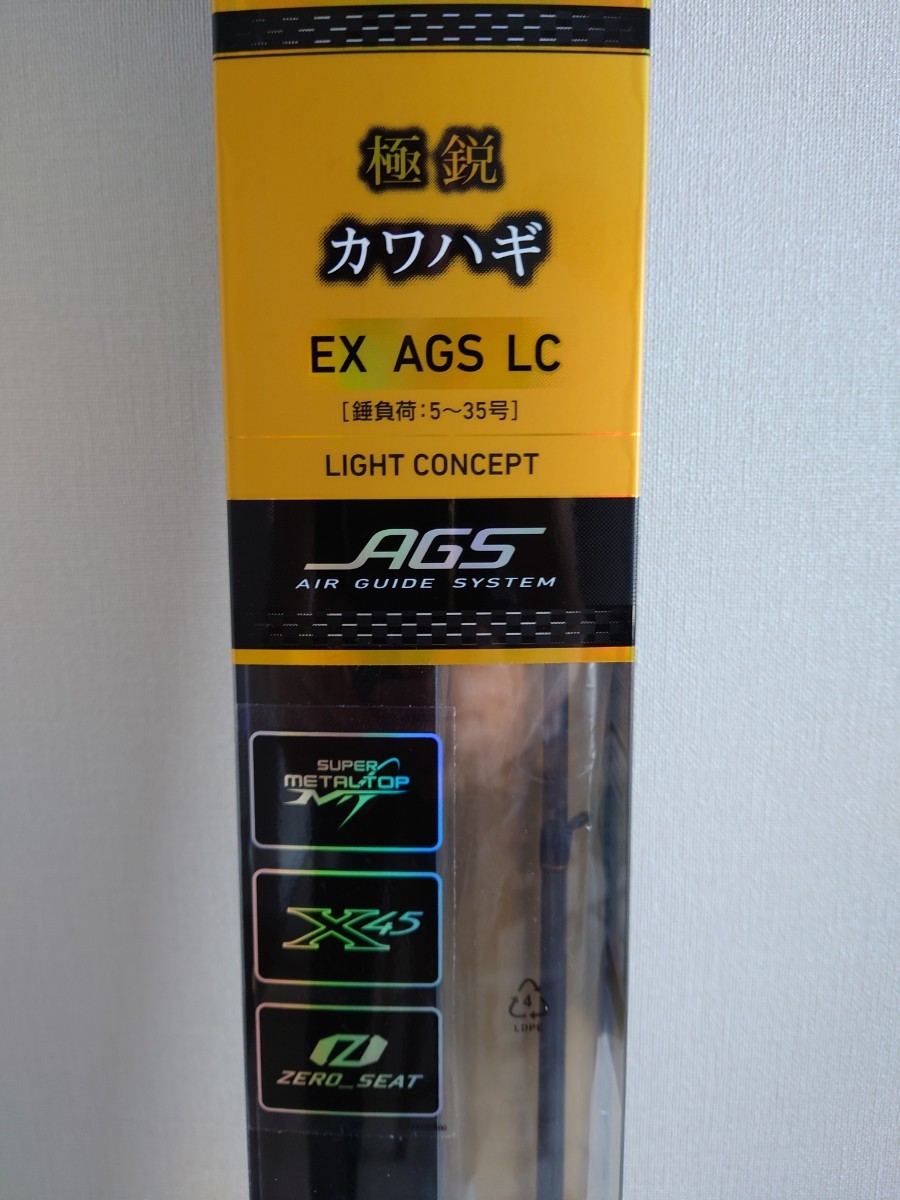 極鋭
カワハギ
EX AGS LC
[錘負荷:5～35号]
LIGHT CONCEPT
AGS
AIR GUIDE SYSTEM
SUPER
METAL TOP
MT
X45
ZERO_SEAT
4
LDPE